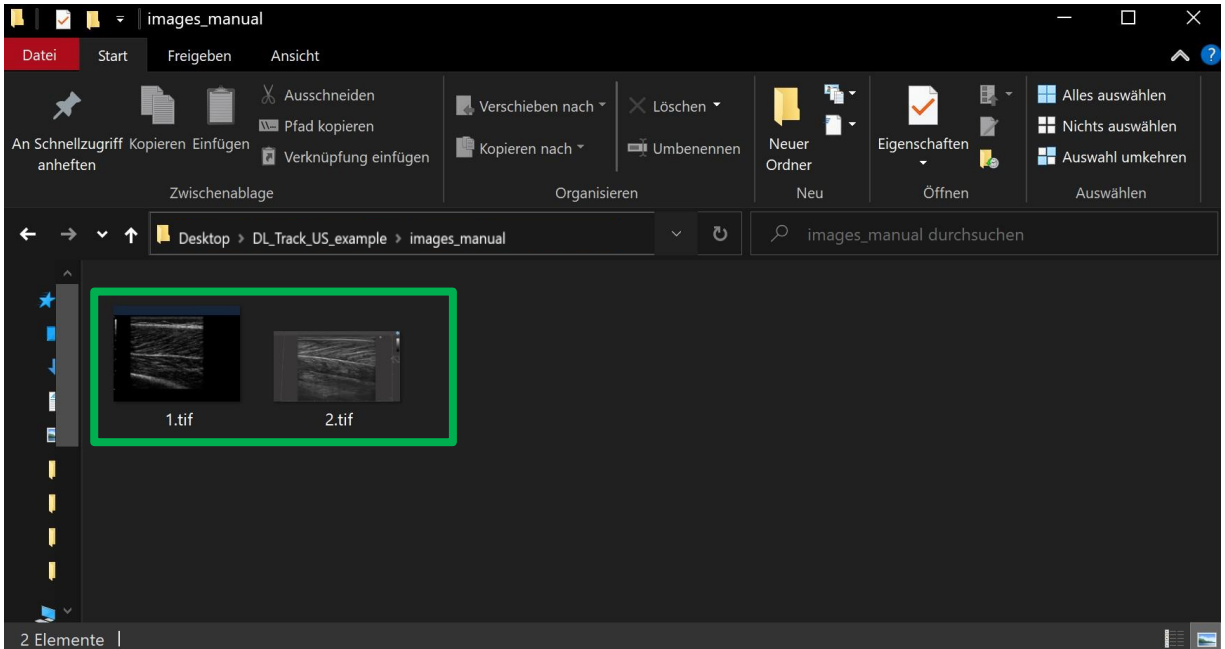 images_manual
Datei Start Freigeben Ansicht
An Schnellzugriff
anheften
Kopieren
Einfügen
Ausschneiden
Pfad kopieren
Verknüpfung einfügen
Zwischenablage
Verschieben nach
Kopieren nach
Löschen
Umbenennen
Organisieren
Neuer
Ordner
Neu
Eigenschaften
Öffnen
Alles auswählen
Nichts auswählen
Auswahl umkehren
Auswählen
Desktop > DL_Track_US_example > images_manual
images_manual durchsuchen
1.tif
2.tif
2 Elemente